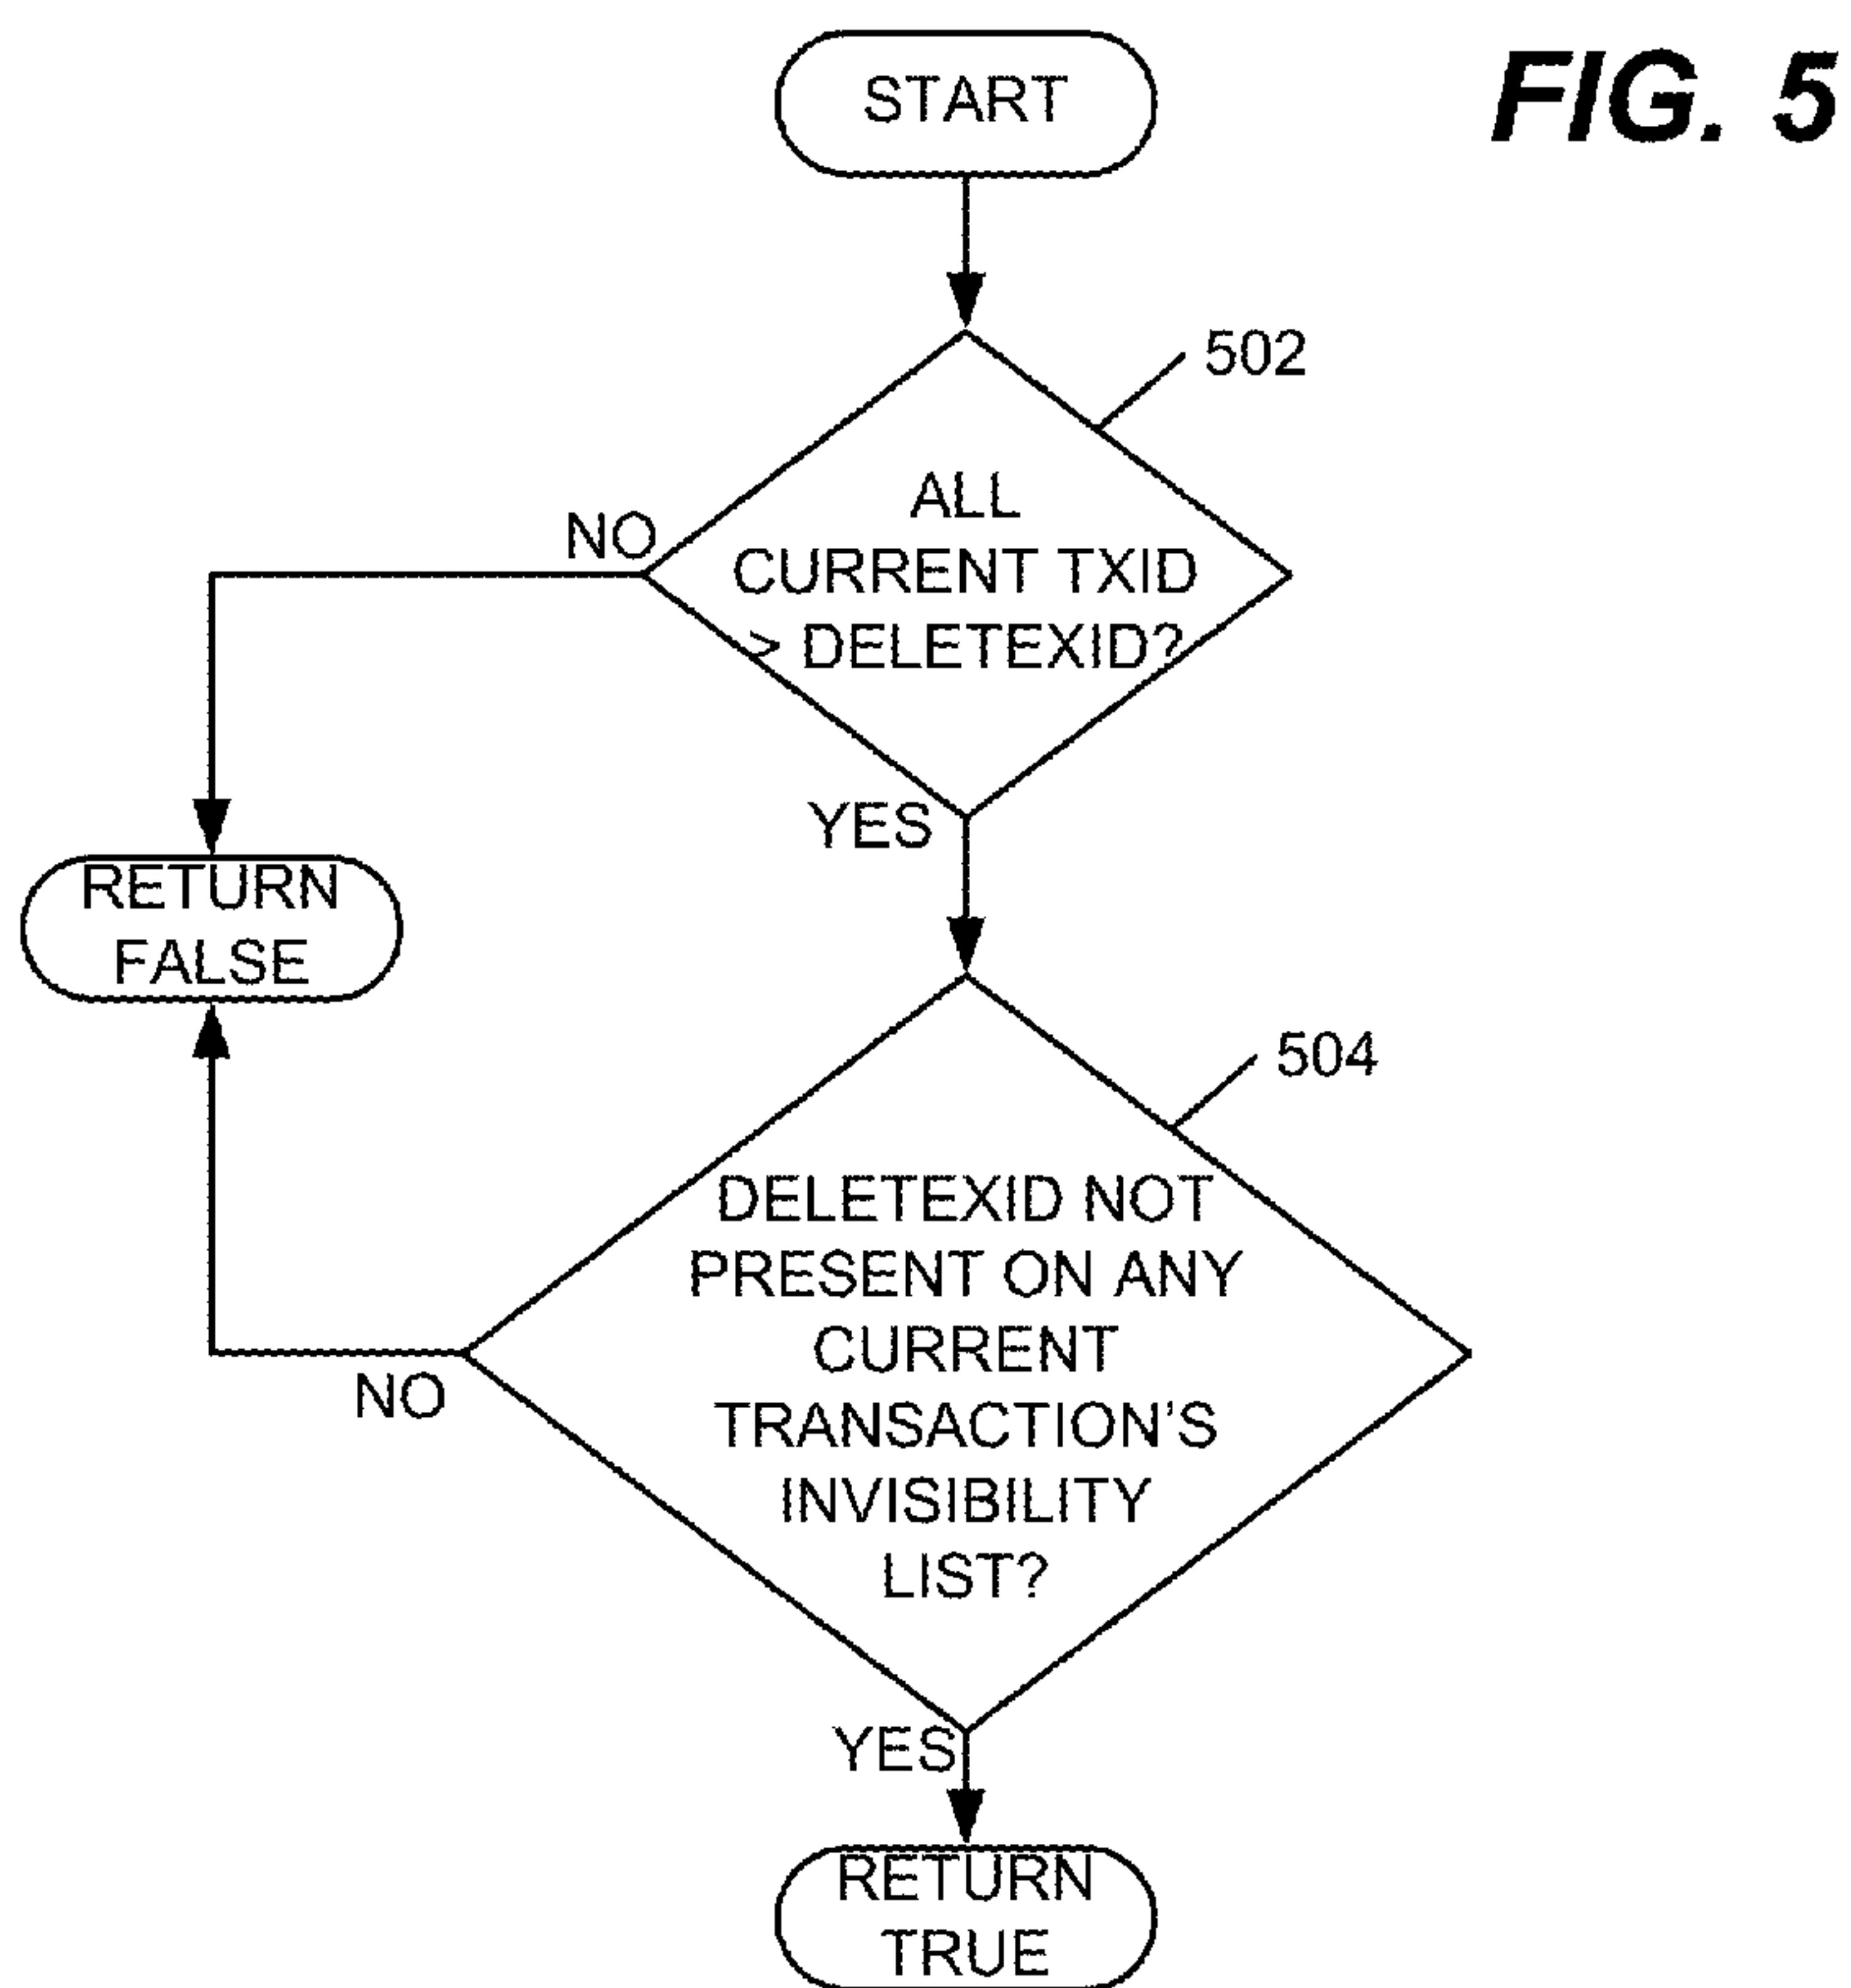 FIG. 5
START
502
ALL
CURRENT TXID
> DELETEXID?
NO
YES
RETURN
FALSE
504
DELETEXID NOT
PRESENT ON ANY
CURRENT
TRANSACTION'S
INVISIBILITY
LIST?
NO
YES
RETURN
TRUE